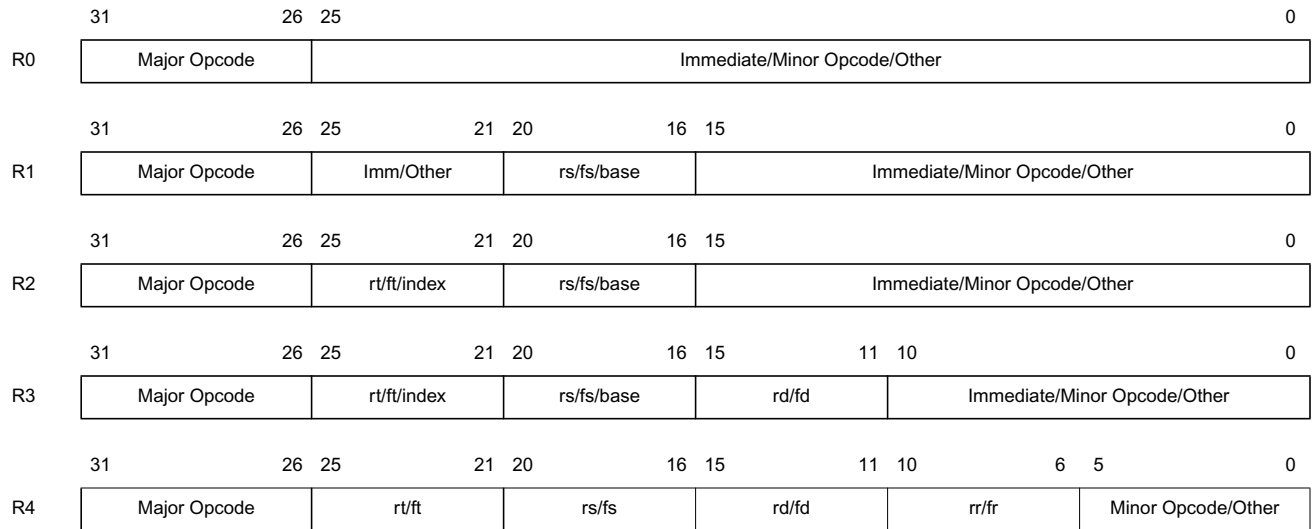 31 26 25 0
R0 Major Opcode Immediate/Minor Opcode/Other
31 26 25 21 20 16 15 0
R1 Major Opcode Imm/Other rs/fs/base Immediate/Minor Opcode/Other
31 26 25 21 20 16 15 0
R2 Major Opcode rt/ft/index rs/fs/base Immediate/Minor Opcode/Other
31 26 25 21 20 16 15 11 10 0
R3 Major Opcode rt/ft/index rs/fs/base rd/fd Immediate/Minor Opcode/Other
31 26 25 21 20 16 15 11 10 6 5 0
R4 Major Opcode rt/ft rs/fs rd/fd rr/fr Minor Opcode/Other